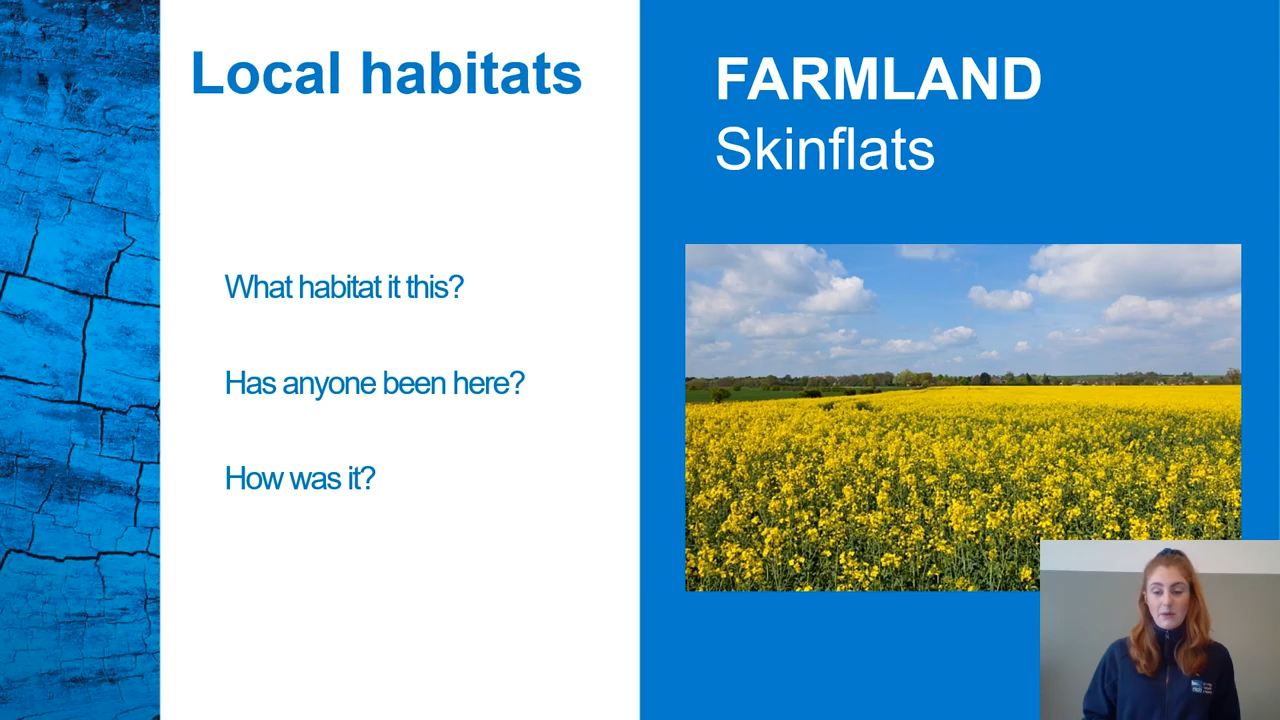 Local habitats
What habitat it this?
Has anyone been here?
How was it?
FARMLAND
Skinflats